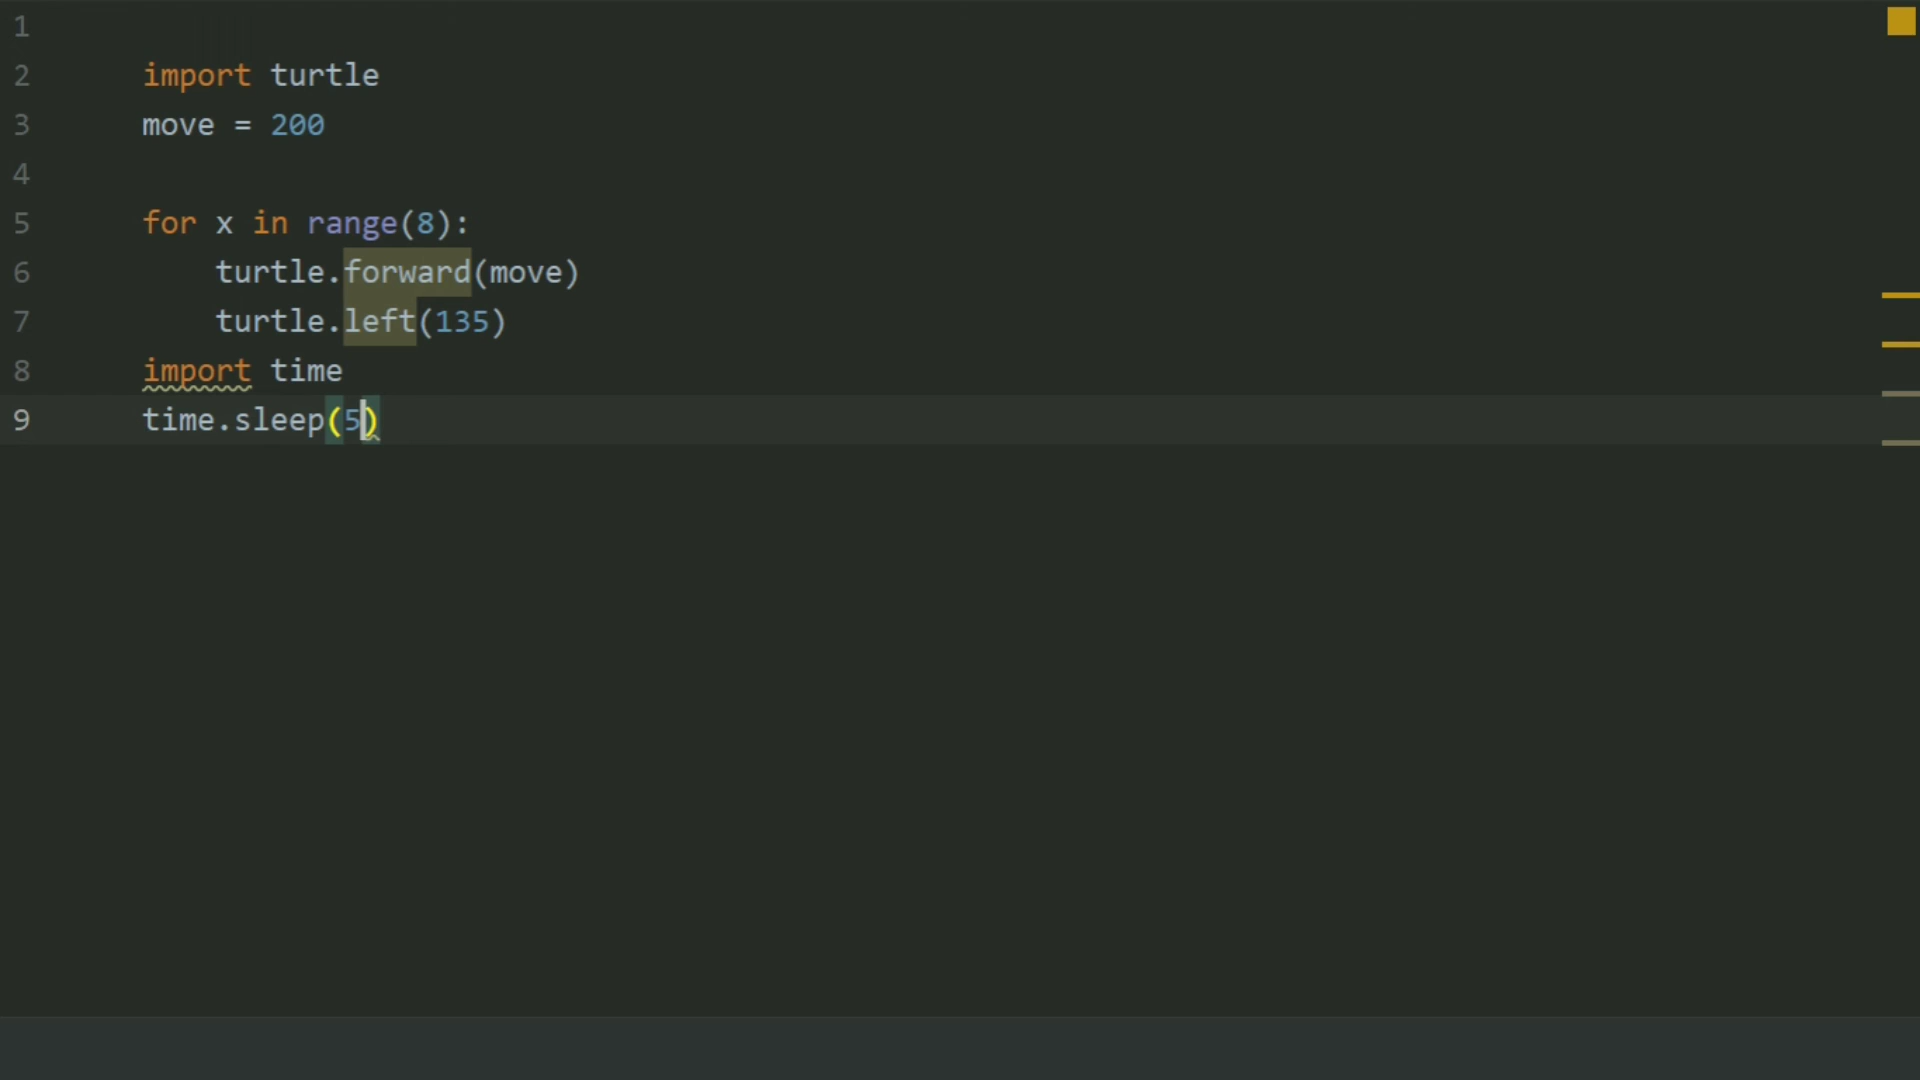 1
2 import turtle
3 move = 200
4
5 for x in range(8):
6 turtle.forward(move)
7 turtle.left(135)
8 import time
9 time.sleep(5)